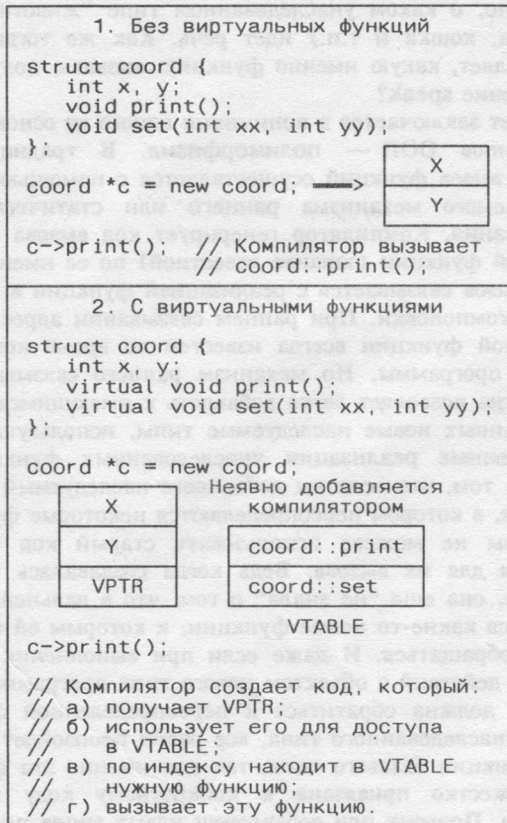 1. Без виртуальных функций
struct coord {
int x, y;
void print();
void set(int xx, int yy);
};
coord *c = new coord; ———>
X
Y
c->print(); // Компилятор вызывает
// coord::print();
2. С виртуальными функциями
struct coord {
int x, y;
virtual void print();
virtual void set(int xx, int yy);
};
coord *c = new coord;
Неявно добавляется
компилятором
X
Y
VPTR
coord::print
coord::set
VTABLE
c->print();
// Компилятор создает код, который:
// а) получает VPTR;
// б) использует его для доступа
// в VTABLE;
// в) по индексу находит в VTABLE
// нужную функцию;
// г) вызывает эту функцию.